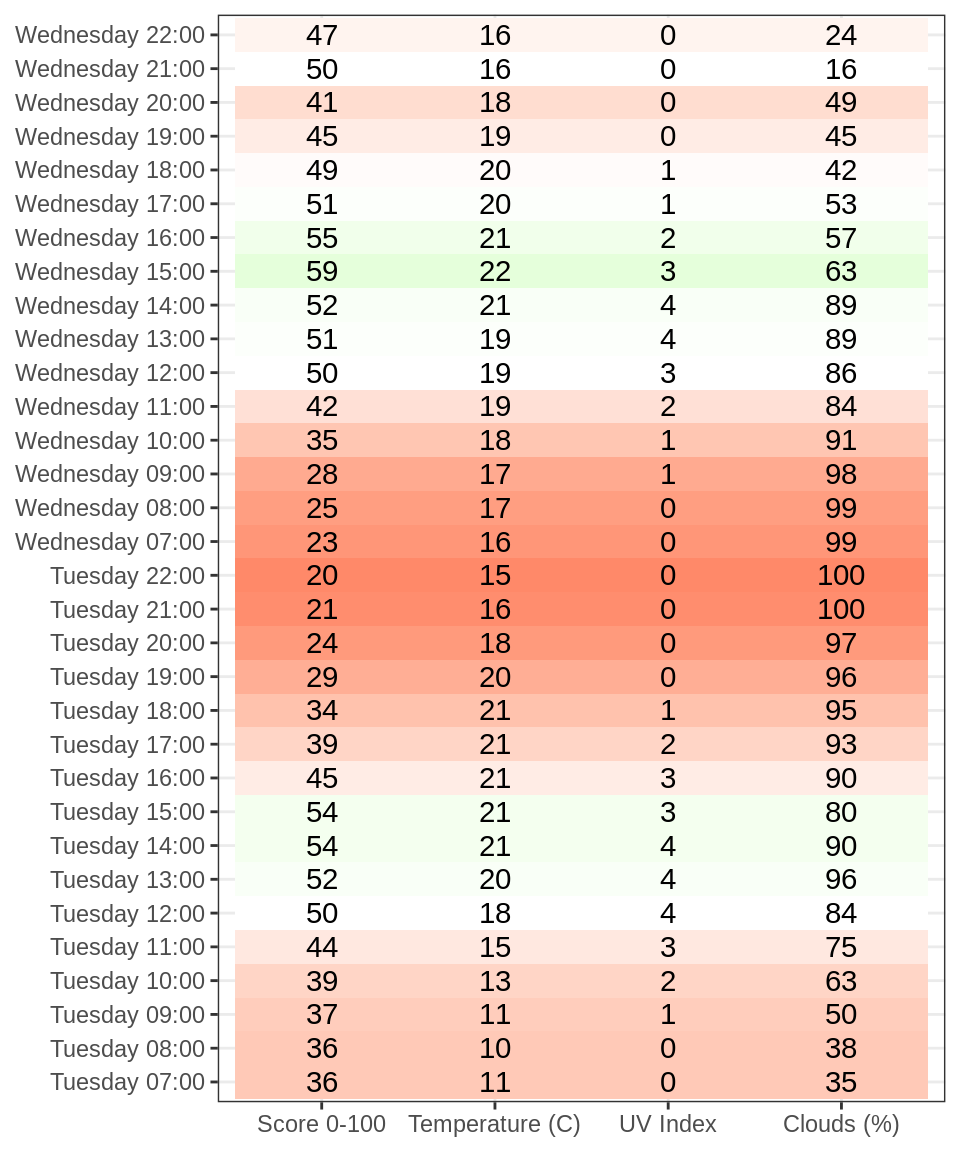 Wednesday 22:00 47 16 0 24
Wednesday 21:00 50 16 0 16
Wednesday 20:00 41 18 0 49
Wednesday 19:00 45 19 0 45
Wednesday 18:00 49 20 1 42
Wednesday 17:00 51 20 1 53
Wednesday 16:00 55 21 2 57
Wednesday 15:00 59 22 3 63
Wednesday 14:00 52 21 4 89
Wednesday 13:00 51 19 4 89
Wednesday 12:00 50 19 3 86
Wednesday 11:00 42 19 2 84
Wednesday 10:00 35 18 1 91
Wednesday 09:00 28 17 1 98
Wednesday 08:00 25 17 0 99
Wednesday 07:00 23 16 0 99
Tuesday 22:00 20 15 0 100
Tuesday 21:00 21 16 0 100
Tuesday 20:00 24 18 0 97
Tuesday 19:00 29 20 0 96
Tuesday 18:00 34 21 1 95
Tuesday 17:00 39 21 2 93
Tuesday 16:00 45 21 3 90
Tuesday 15:00 54 21 3 80
Tuesday 14:00 54 21 4 90
Tuesday 13:00 52 20 4 96
Tuesday 12:00 50 18 4 84
Tuesday 11:00 44 15 3 75
Tuesday 10:00 39 13 2 63
Tuesday 09:00 37 11 1 50
Tuesday 08:00 36 10 0 38
Tuesday 07:00 36 11 0 35
Score 0-100 Temperature (C) UV Index Clouds (%)